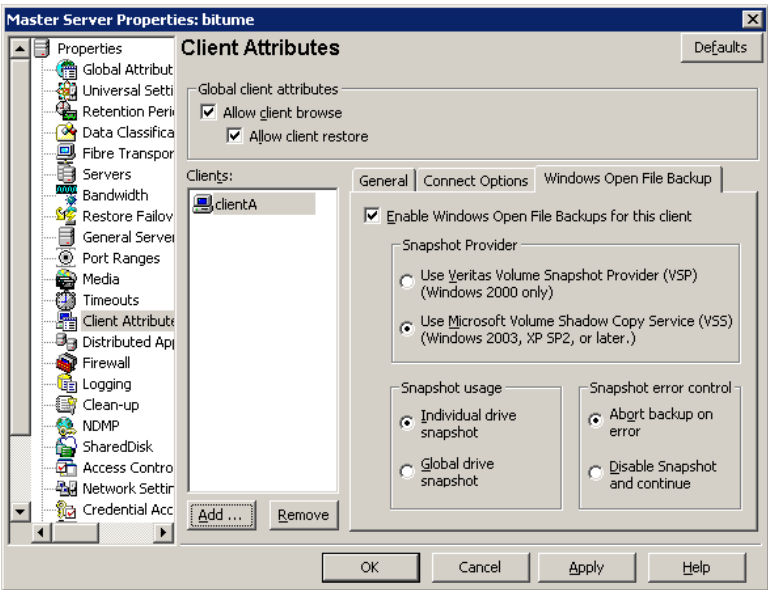 Master Server Properties: bitume
Properties
Global Attribut
Universal Setti
Retention Peri
Data Classifica
Fibre Transpor
Servers
Bandwidth
Restore Failov
General Server
Port Ranges
Media
Timeouts
Client Attribute
Distributed App
Firewall
Logging
Clean-up
NDMP
SharedDisk
Access Contro
Network Settin
Credential Acc
Client Attributes
Defaults
Global client attributes
Allow client browse
Allow client restore
Clients:
clientA
Add ...
Remove
General
Connect Options
Windows Open File Backup
Enable Windows Open File Backups for this client
Snapshot Provider
Use Veritas Volume Snapshot Provider (VSP)
(Windows 2000 only)
Use Microsoft Volume Shadow Copy Service (VSS)
(Windows 2003, XP SP2, or later.)
Snapshot usage
Individual drive
snapshot
Global drive
snapshot
Snapshot error control
Abort backup on
error
Disable Snapshot
and continue
OK
Cancel
Apply
Help